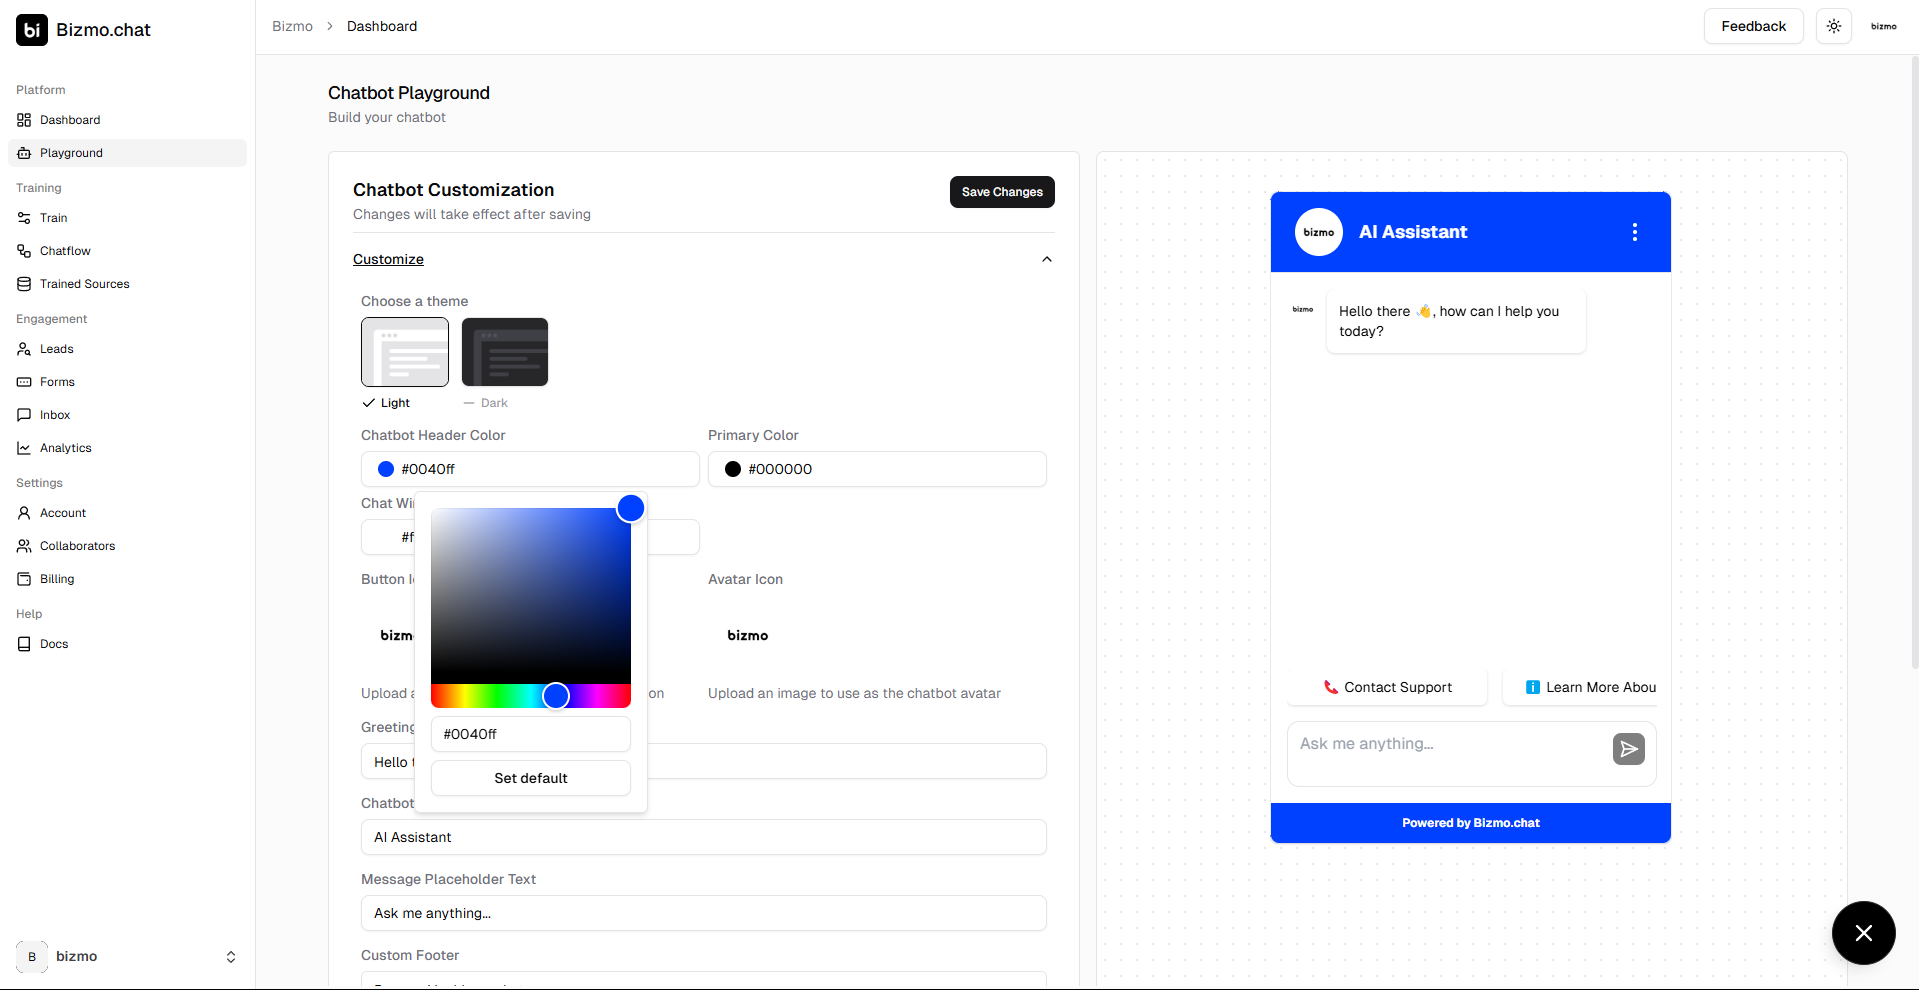 bi Bizmo.chat
Platform
Dashboard
Playground
Training
Train
Chatflow
Trained Sources
Engagement
Leads
Forms
Inbox
Analytics
Settings
Account
Collaborators
Billing
Help
Docs
B bizmo
Bizmo > Dashboard
Feedback
bizmo
Chatbot Playground
Build your chatbot
Chatbot Customization
Changes will take effect after saving
Save Changes
Customize
Choose a theme
Light
Dark
Chatbot Header Color
Primary Color
#0040ff
#000000
Chat Wi
#f
Button I
Avatar Icon
bizm
bizmo
Upload a
on
Upload an image to use as the chatbot avatar
Greeting
Hello
#0040ff
Set default
Chatbot
AI Assistant
Message Placeholder Text
Ask me anything...
Custom Footer
bizmo
AI Assistant
bizmo
Hello there 👋, how can I help you
today?
📞 Contact Support
ℹ️ Learn More Abou
Ask me anything...
Powered by Bizmo.chat